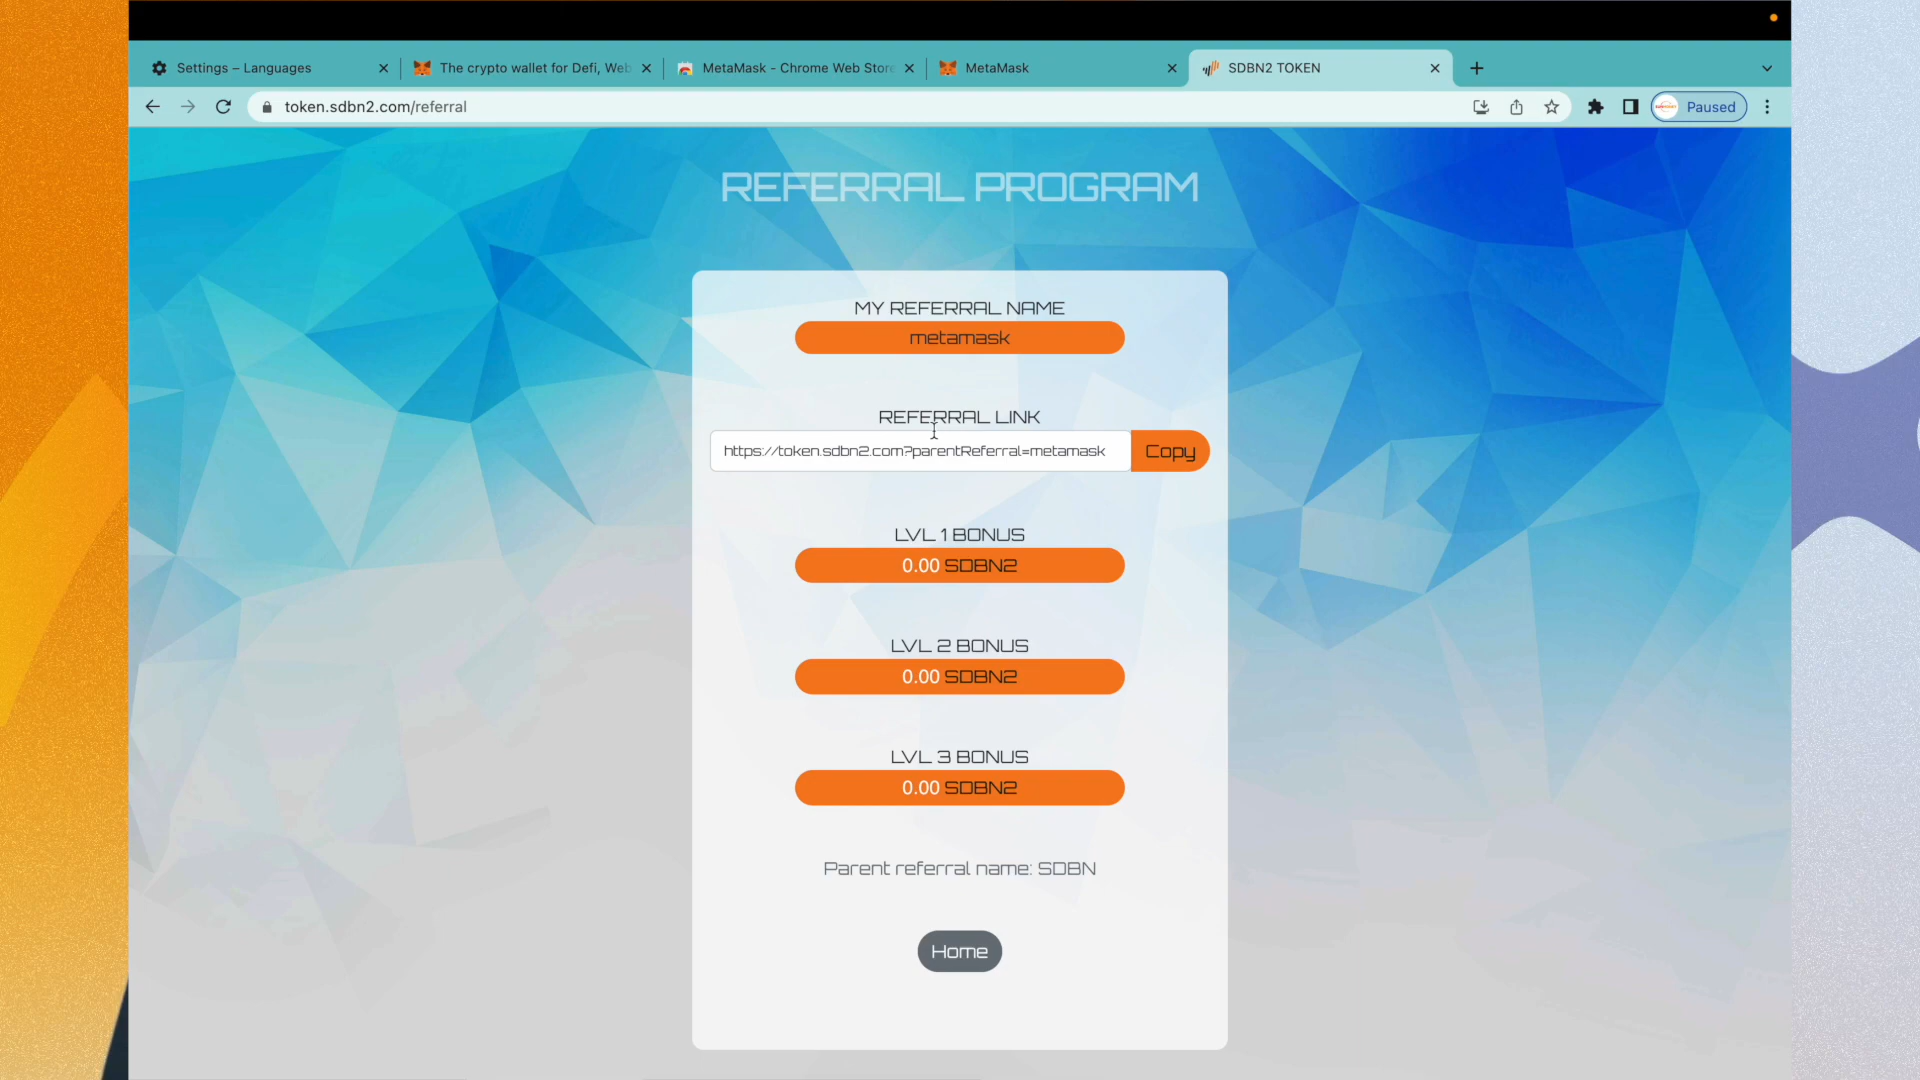 Settings – Languages
The crypto wallet for Defi, Web
MetaMask - Chrome Web Store
MetaMask
SDBN2 TOKEN
token.sdbn2.com/referral
Paused
REFERRAL PROGRAM
MY REFERRAL NAME
metamask
REFERRAL LINK
https://token.sdbn2.com?parentReferral=metamask
Copy
LVL 1 BONUS
0.00 SDBN2
LVL 2 BONUS
0.00 SDBN2
LVL 3 BONUS
0.00 SDBN2
Parent referral name: SDBN
Home